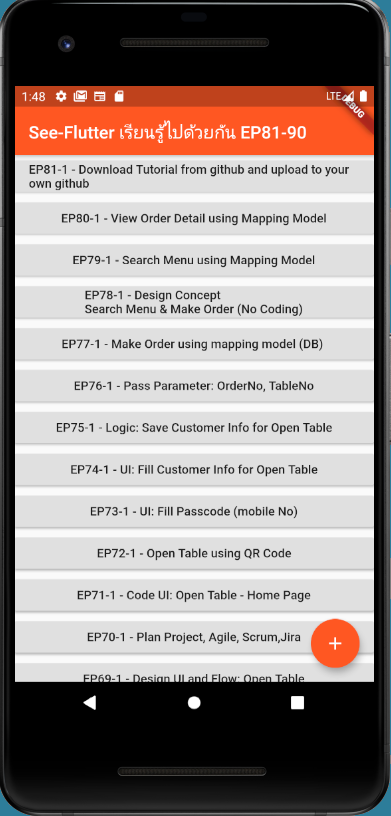 1:48
LTE
DEBUG
See-Flutter เรียนรู้ไปด้วยกัน EP81-90
EP81-1 - Download Tutorial from github and upload to your
own github
EP80-1 - View Order Detail using Mapping Model
EP79-1 - Search Menu using Mapping Model
EP78-1 - Design Concept
Search Menu & Make Order (No Coding)
EP77-1 - Make Order using mapping model (DB)
EP76-1 - Pass Parameter: OrderNo, TableNo
EP75-1 - Logic: Save Customer Info for Open Table
EP74-1 - UI: Fill Customer Info for Open Table
EP73-1 - UI: Fill Passcode (mobile No)
EP72-1 - Open Table using QR Code
EP71-1 - Code UI: Open Table - Home Page
EP70-1 - Plan Project, Agile, Scrum,Jira
EP69-1 - Design UI and Flow: Open Table